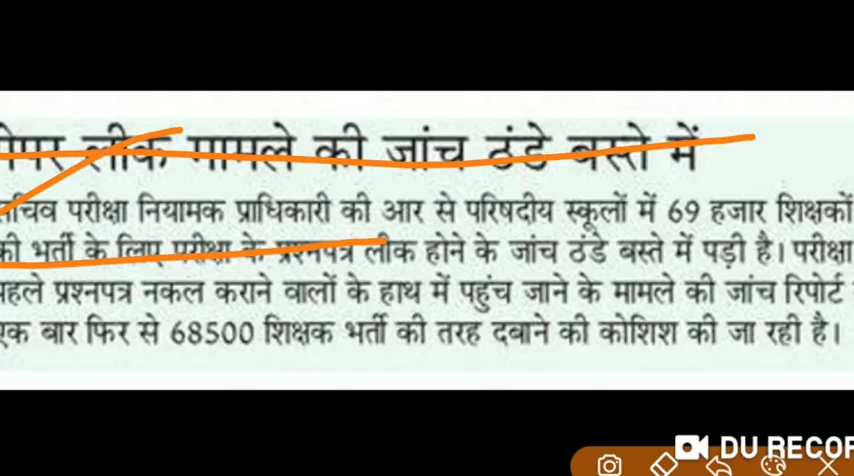 पेपर लीक मामले की जांच ठंडे बस्ते में
सचिव परीक्षा नियामक प्राधिकारी की आर से परिषदीय स्कूलों में 69 हजार शिक्षकों
की भर्ती के लिए परीक्षा के प्रश्नपत्र लीक होने के जांच ठंडे बस्ते में पड़ी है। परीक्षा
पहले प्रश्नपत्र नकल कराने वालों के हाथ में पहुंच जाने के मामले की जांच रिपोर्ट
एक बार फिर से 68500 शिक्षक भर्ती की तरह दबाने की कोशिश की जा रही है।
DU RECOR